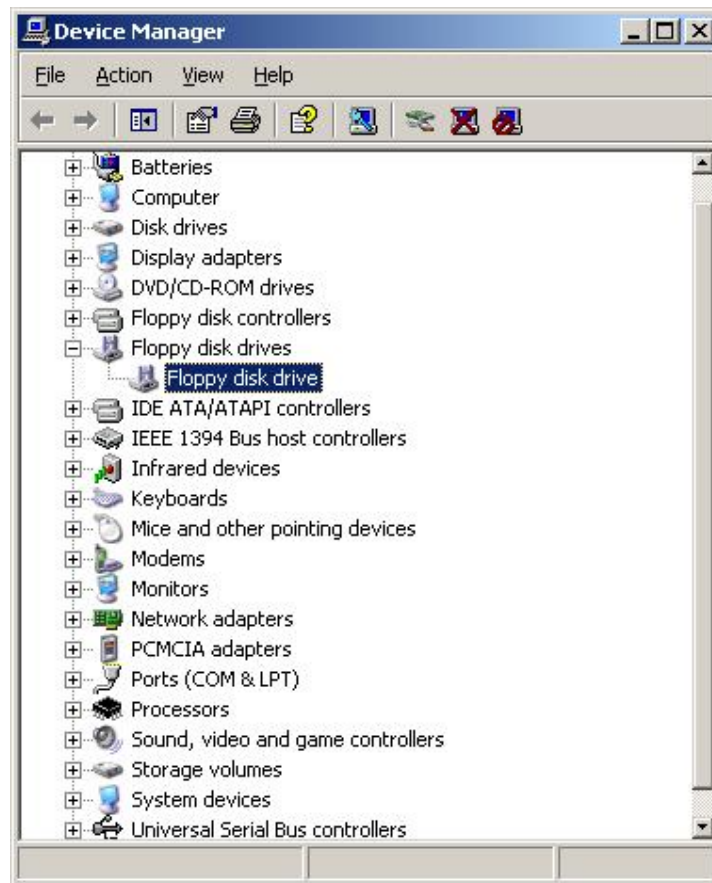 Device Manager
File Action View Help
Batteries
Computer
Disk drives
Display adapters
DVD/CD-ROM drives
Floppy disk controllers
Floppy disk drives
Floppy disk drive
IDE ATA/ATAPI controllers
IEEE 1394 Bus host controllers
Infrared devices
Keyboards
Mice and other pointing devices
Modems
Monitors
Network adapters
PCMCIA adapters
Ports (COM & LPT)
Processors
Sound, video and game controllers
Storage volumes
System devices
Universal Serial Bus controllers